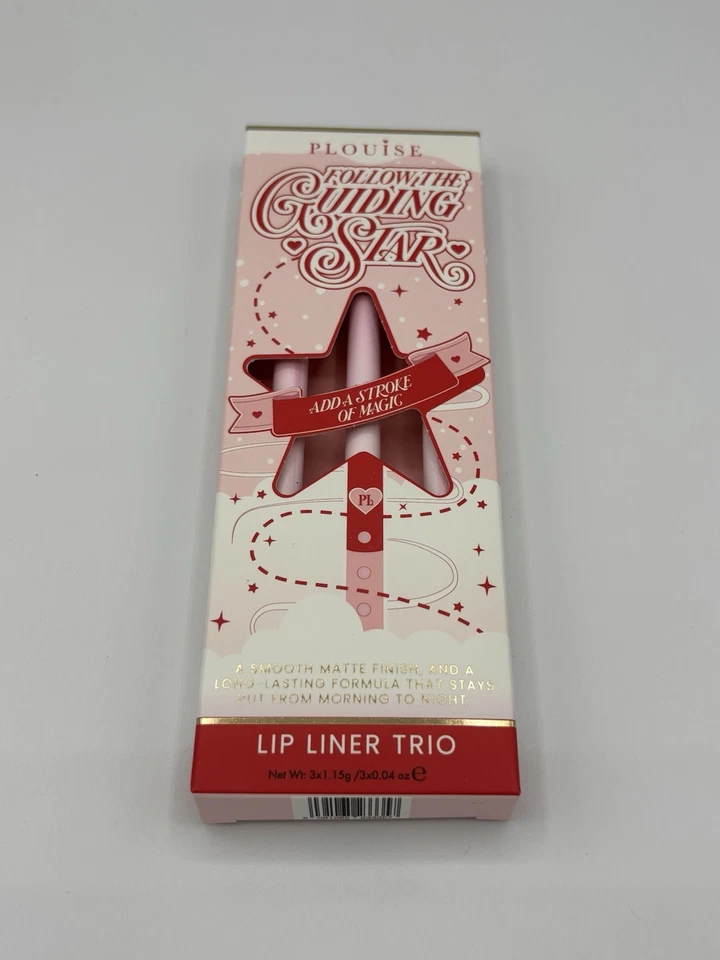 PLOUISE
FOLLOW THE
GUIDING
STAR
ADD A STROKE
OF MAGIC
PL
A SMOOTH MATTE FINISH, AND A
LONG-LASTING FORMULA THAT STAYS
PUT FROM MORNING TO NIGHT.
LIP LINER TRIO
Net Wt: 3x1.15g /3x0.04 oz ℮